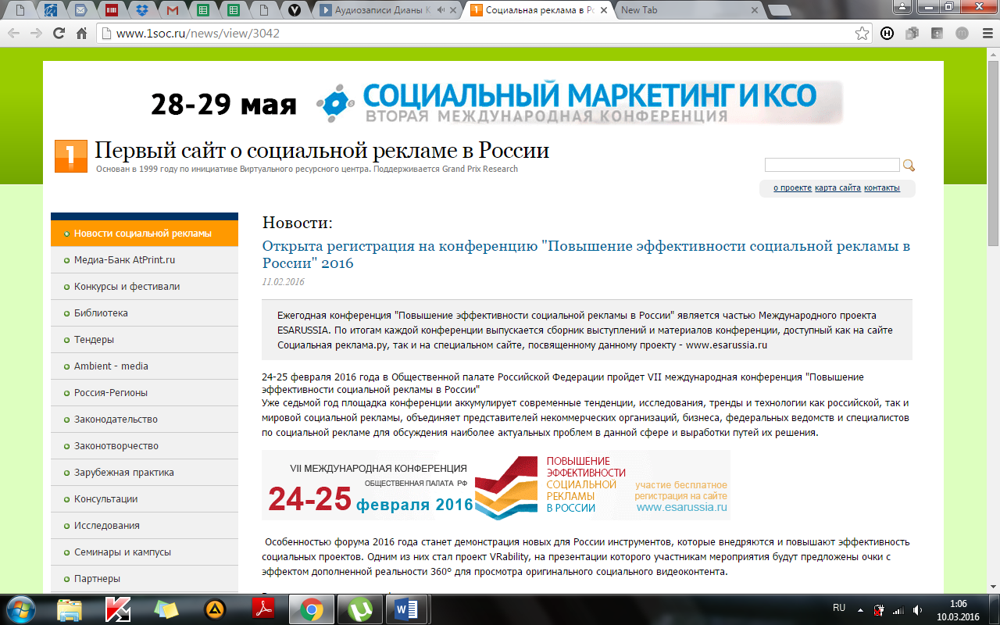 Аудиозаписи Дианы К
Социальная реклама в Ро
New Tab
www.1soc.ru/news/view/3042
28-29 мая
СОЦИАЛЬНЫЙ МАРКЕТИНГ И КСО
ВТОРАЯ МЕЖДУНАРОДНАЯ КОНФЕРЕНЦИЯ
1
Первый сайт о социальной рекламе в России
Основан в 1999 году по инициативе Виртуального ресурсного центра. Поддерживается Grand Prix Research
о проекте карта сайта контакты
Новости социальной рекламы
Медиа-Банк AtPrint.ru
Конкурсы и фестивали
Библиотека
Тендеры
Ambient - media
Россия-Регионы
Законодательство
Законотворчество
Зарубежная практика
Консультации
Исследования
Семинары и кампусы
Партнеры
Новости:
Открыта регистрация на конференцию "Повышение эффективности социальной рекламы в
России" 2016
11.02.2016
Ежегодная конференция "Повышение эффективности социальной рекламы в России" является частью Международного проекта
ESARUSSIA. По итогам каждой конференции выпускается сборник выступлений и материалов конференции, доступный как на сайте
Социальная реклама.ру, так и на специальном сайте, посвященному данному проекту - www.esarussia.ru
24-25 февраля 2016 года в Общественной палате Российской Федерации пройдет VII международная конференция "Повышение
эффективности социальной рекламы в России"
Уже седьмой год площадка конференции аккумулирует современные тенденции, исследования, тренды и технологии как российской, так и
мировой социальной рекламы, объединяет представителей некоммерческих организаций, бизнеса, федеральных ведомств и специалистов
по социальной рекламе для обсуждения наиболее актуальных проблем в данной сфере и выработки путей их решения.
VII МЕЖДУНАРОДНАЯ КОНФЕРЕНЦИЯ
ОБЩЕСТВЕННАЯ ПАЛАТА РФ
24-25 февраля 2016
ПОВЫШЕНИЕ
ЭФФЕКТИВНОСТИ
СОЦИАЛЬНОЙ
РЕКЛАМЫ
В РОССИИ
участие бесплатное
регистрация на сайте
www.esarussia.ru
Особенностью форума 2016 года станет демонстрация новых для России инструментов, которые внедряются и повышают эффективность
социальных проектов. Одним из них стал проект VRability, на презентации которого участникам мероприятия будут предложены очки с
эффектом дополненной реальности 360° для просмотра оригинального социального видеоконтента.
RU
1:06
10.03.2016